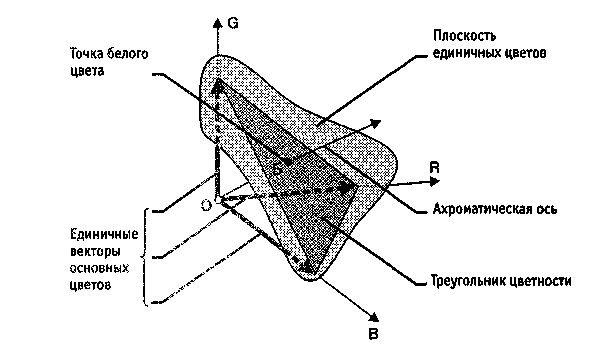 G
Точка белого
цвета
Плоскость
единичных цветов
R
O
Ахроматическая ось
Единичные
векторы
основных
цветов
Треугольник цветности
B